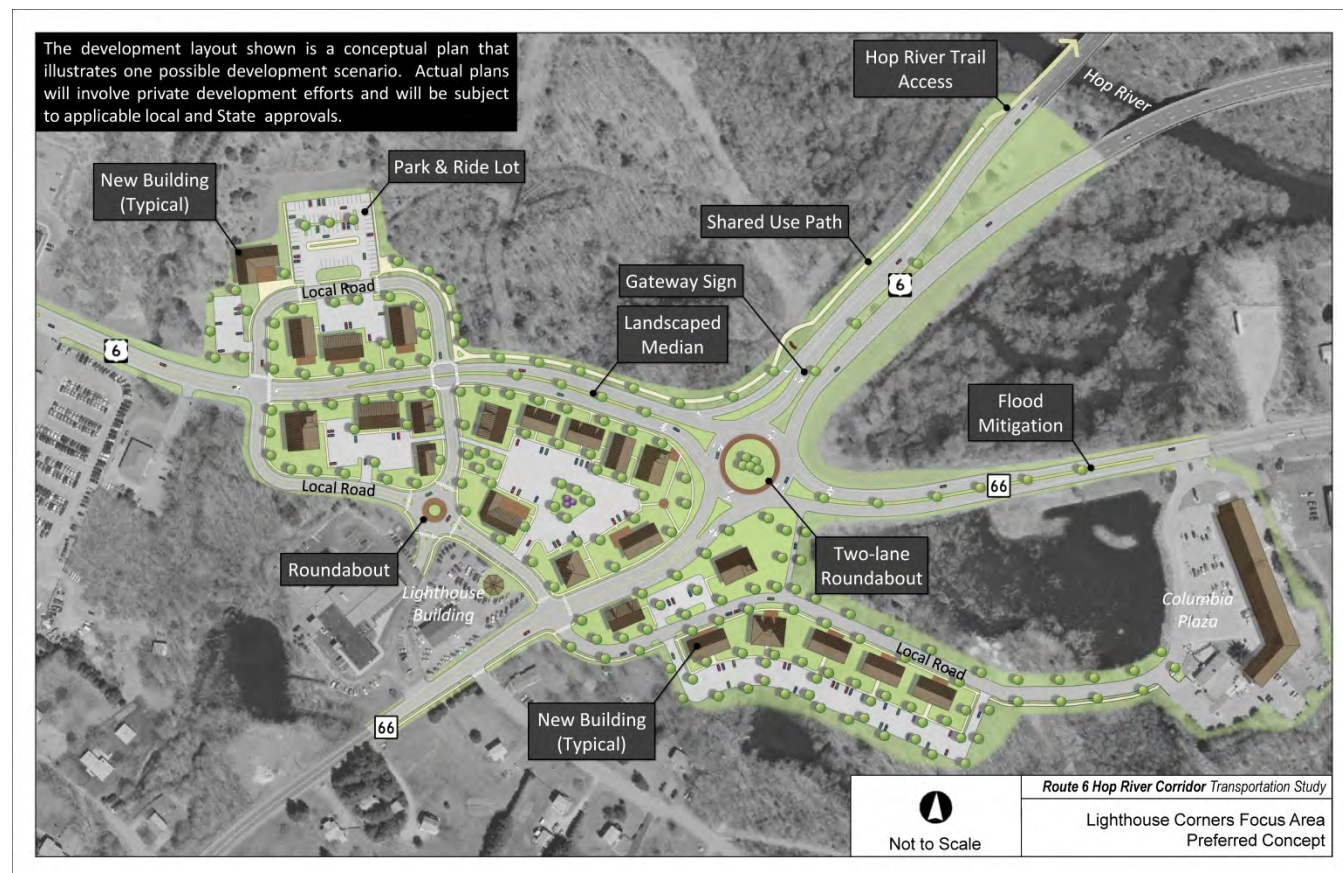 The development layout shown is a conceptual plan that
illustrates one possible development scenario. Actual plans
will involve private development efforts and will be subject
to applicable local and State approvals.
Hop River Trail
Access
Hop River
Park & Ride Lot
New Building
(Typical)
Shared Use Path
Gateway Sign
Landscaped
Median
Local Road
6
6
Flood
Mitigation
66
Local Road
Roundabout
Lighthouse
Building
Two-lane
Roundabout
Columbia
Plaza
Local Road
New Building
(Typical)
66
Not to Scale
Route 6 Hop River Corridor Transportation Study
Lighthouse Corners Focus Area
Preferred Concept